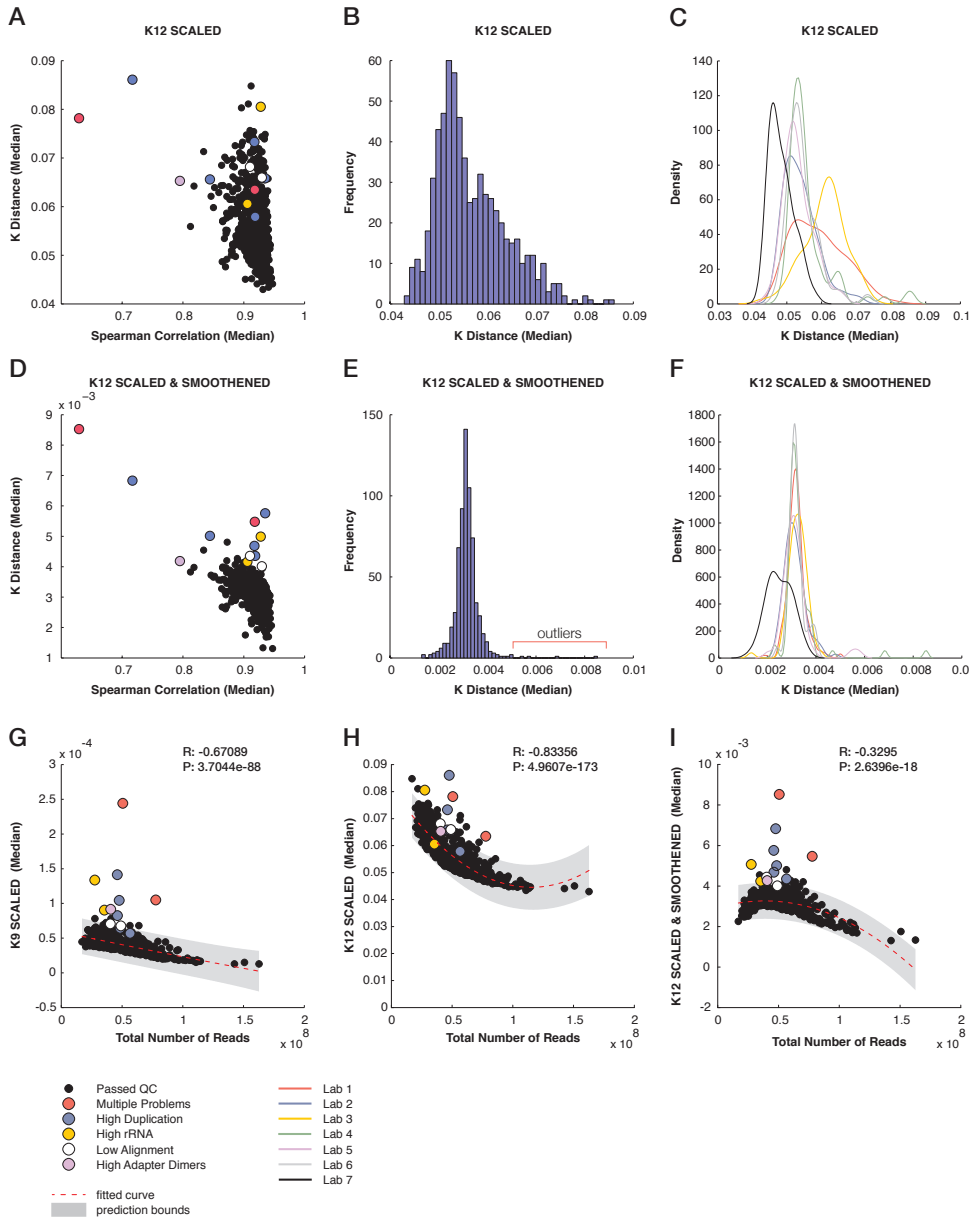 A
K12 SCALED
0.09
0.08
0.07
0.06
0.05
0.04
0.7
0.8
0.9
1
K Distance (Median)
Spearman Correlation (Median)
B
K12 SCALED
60
50
40
30
20
10
0
0.04
0.05
0.06
0.07
0.08
0.09
Frequency
K Distance (Median)
C
K12 SCALED
140
120
100
80
60
40
20
0
0.03
0.04
0.05
0.06
0.07
0.08
0.09
0.1
Density
K Distance (Median)
D
K12 SCALED & SMOOTHENED
x 10 −3
9
8
7
6
5
4
3
2
1
0.7
0.8
0.9
1
K Distance (Median)
Spearman Correlation (Median)
E
K12 SCALED & SMOOTHENED
150
100
50
0
outliers
0
0.002
0.004
0.006
0.008
0.01
Frequency
K Distance (Median)
F
K12 SCALED & SMOOTHENED
1800
1600
1400
1200
1000
800
600
400
200
0
0
0.002
0.004
0.006
0.008
0.01
Density
K Distance (Median)
G
x 10 −4
R: -0.67089
P: 3.7044e-88
3
2.5
2
1.5
1
0.5
0
-0.5
0
0.5
1
1.5
2
x 10 8
K9 SCALED (Median)
Total Number of Reads
H
R: -0.83356
P: 4.9607e-173
0.09
0.08
0.07
0.06
0.05
0.04
0.03
0.02
0.01
0
0
0.5
1
1.5
2
x 10 8
K12 SCALED (Median)
Total Number of Reads
I
x 10 −3
R: -0.3295
P: 2.6396e-18
10
8
6
4
2
0
-2
0
0.5
1
1.5
2
x 10 8
K12 SCALED & SMOOTHENED (Median)
Total Number of Reads
Passed QC
Multiple Problems
High Duplication
High rRNA
Low Alignment
High Adapter Dimers
fitted curve
prediction bounds
Lab 1
Lab 2
Lab 3
Lab 4
Lab 5
Lab 6
Lab 7